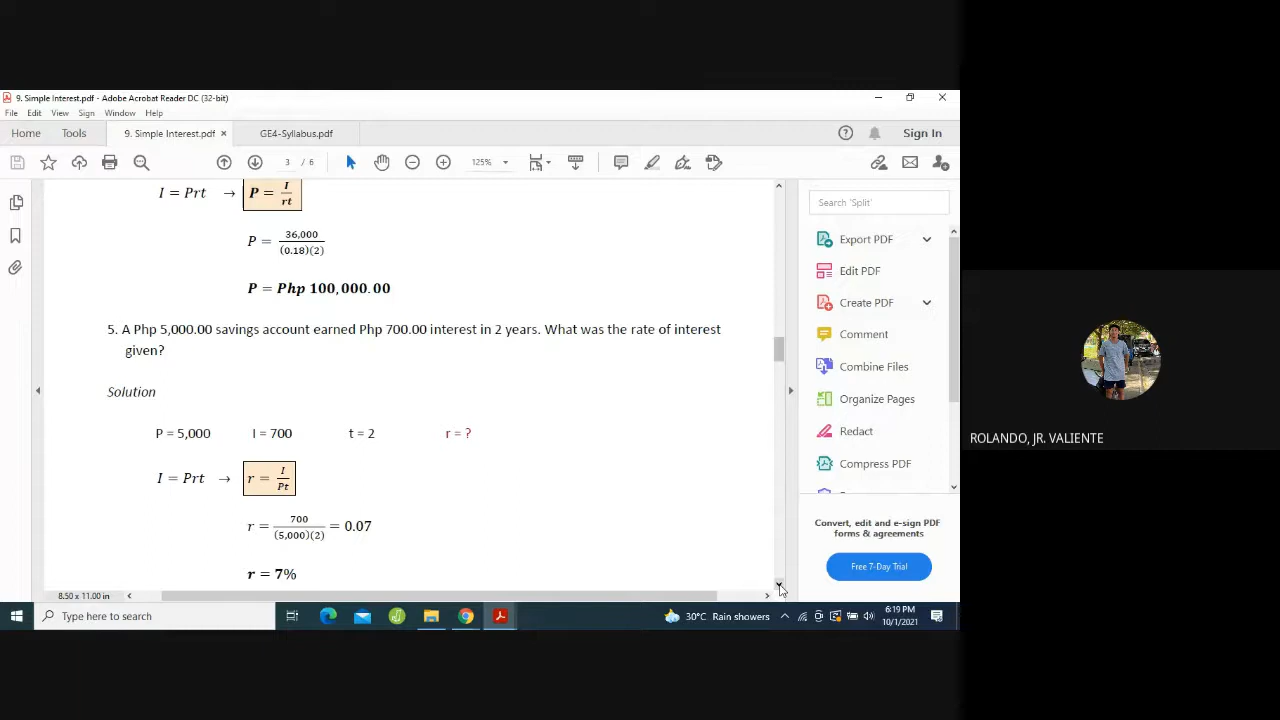 9. Simple Interest.pdf - Adobe Acrobat Reader DC (32-bit)
File Edit View Sign Window Help
Home Tools 9. Simple Interest.pdf × GE4-Syllabus.pdf Sign In
3 / 6 125%
I = Prt → P = I/rt
P = 36,000/(0.18)(2)
P = Php 100,000.00
5. A Php 5,000.00 savings account earned Php 700.00 interest in 2 years. What was the rate of interest
given?
Solution
P = 5,000 I = 700 t = 2 r = ?
I = Prt → r = I/Pt
r = 700/(5,000)(2) = 0.07
r = 7%
8.50 x 11.00 in
Search 'Split'
Export PDF
Edit PDF
Create PDF
Comment
Combine Files
Organize Pages
Redact
Compress PDF
Convert, edit and e-sign PDF
forms & agreements
Free 7-Day Trial
Type here to search
30°C Rain showers
6:19 PM
10/1/2021
ROLANDO, JR. VALIENTE